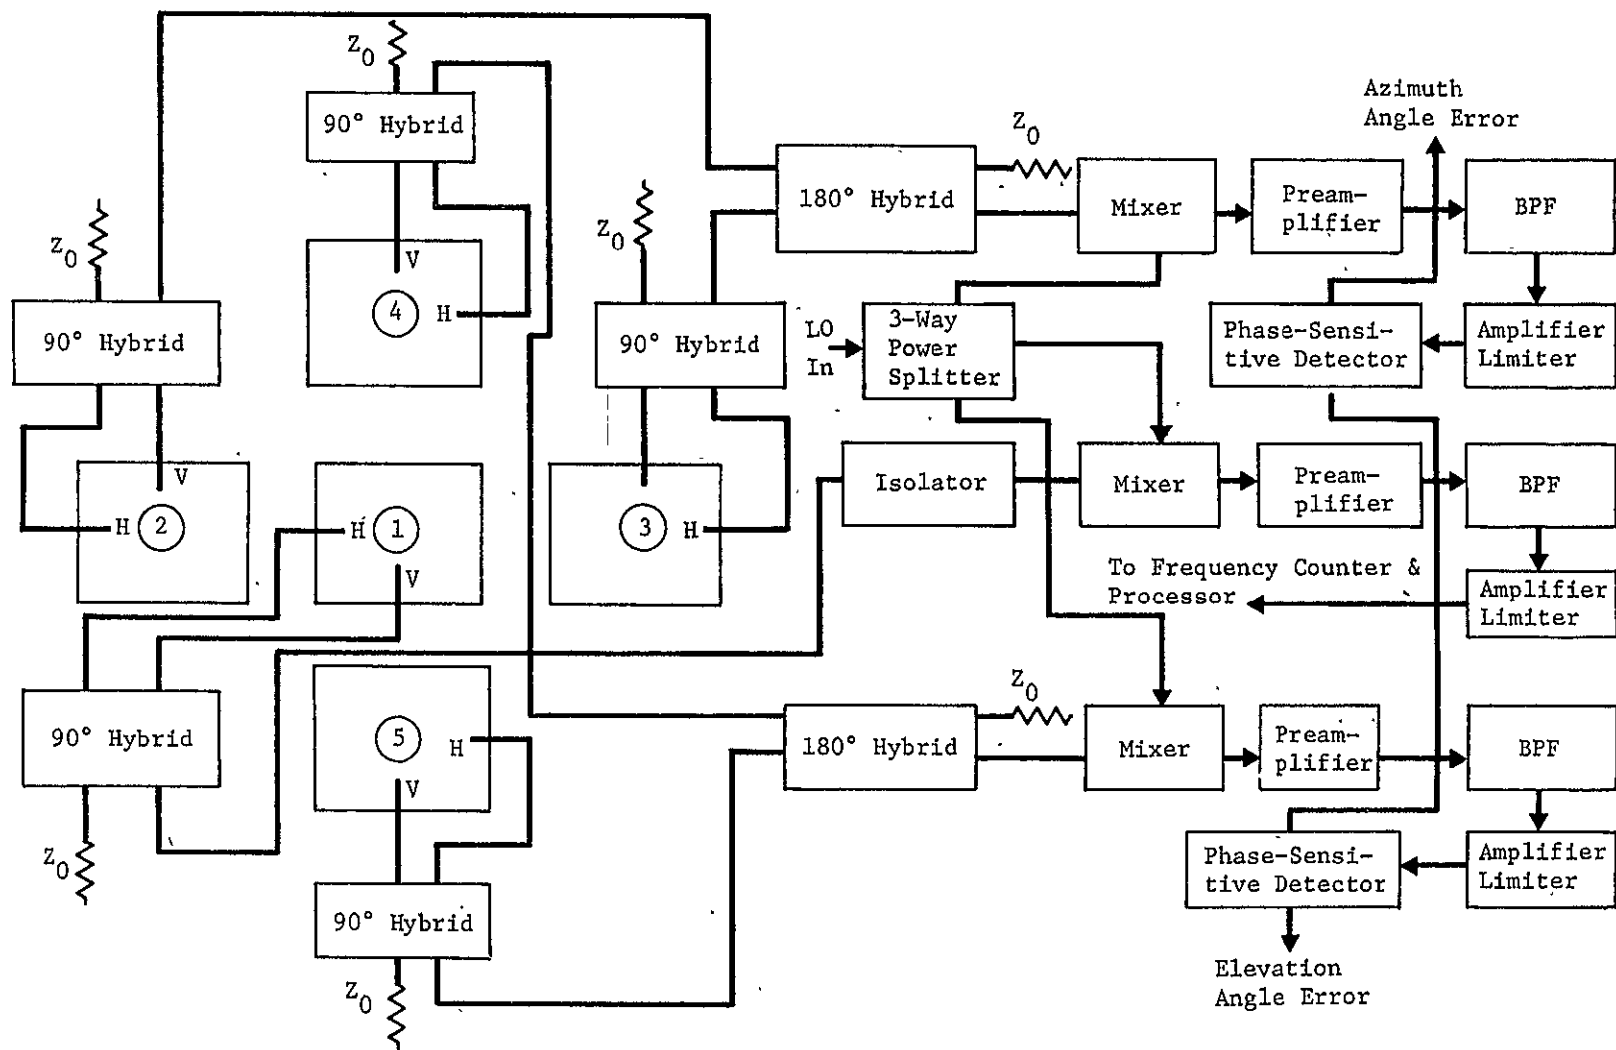 Z0
90° Hybrid
V
4
H
Z0
90° Hybrid
V
H
2
Z0
90° Hybrid
3
H
H
1
V
90° Hybrid
Z0
5
H
V
90° Hybrid
Z0
180° Hybrid
Z0
Mixer
Pream-
plifier
Azimuth
Angle Error
BPF
LO
In
3-Way
Power
Splitter
Phase-Sensi-
tive Detector
Amplifier
Limiter
Isolator
Mixer
Pream-
plifier
BPF
To Frequency Counter &
Processor
Amplifier
Limiter
180° Hybrid
Z0
Mixer
Pream-
plifier
BPF
Phase-Sensi-
tive Detector
Amplifier
Limiter
Elevation
Angle Error